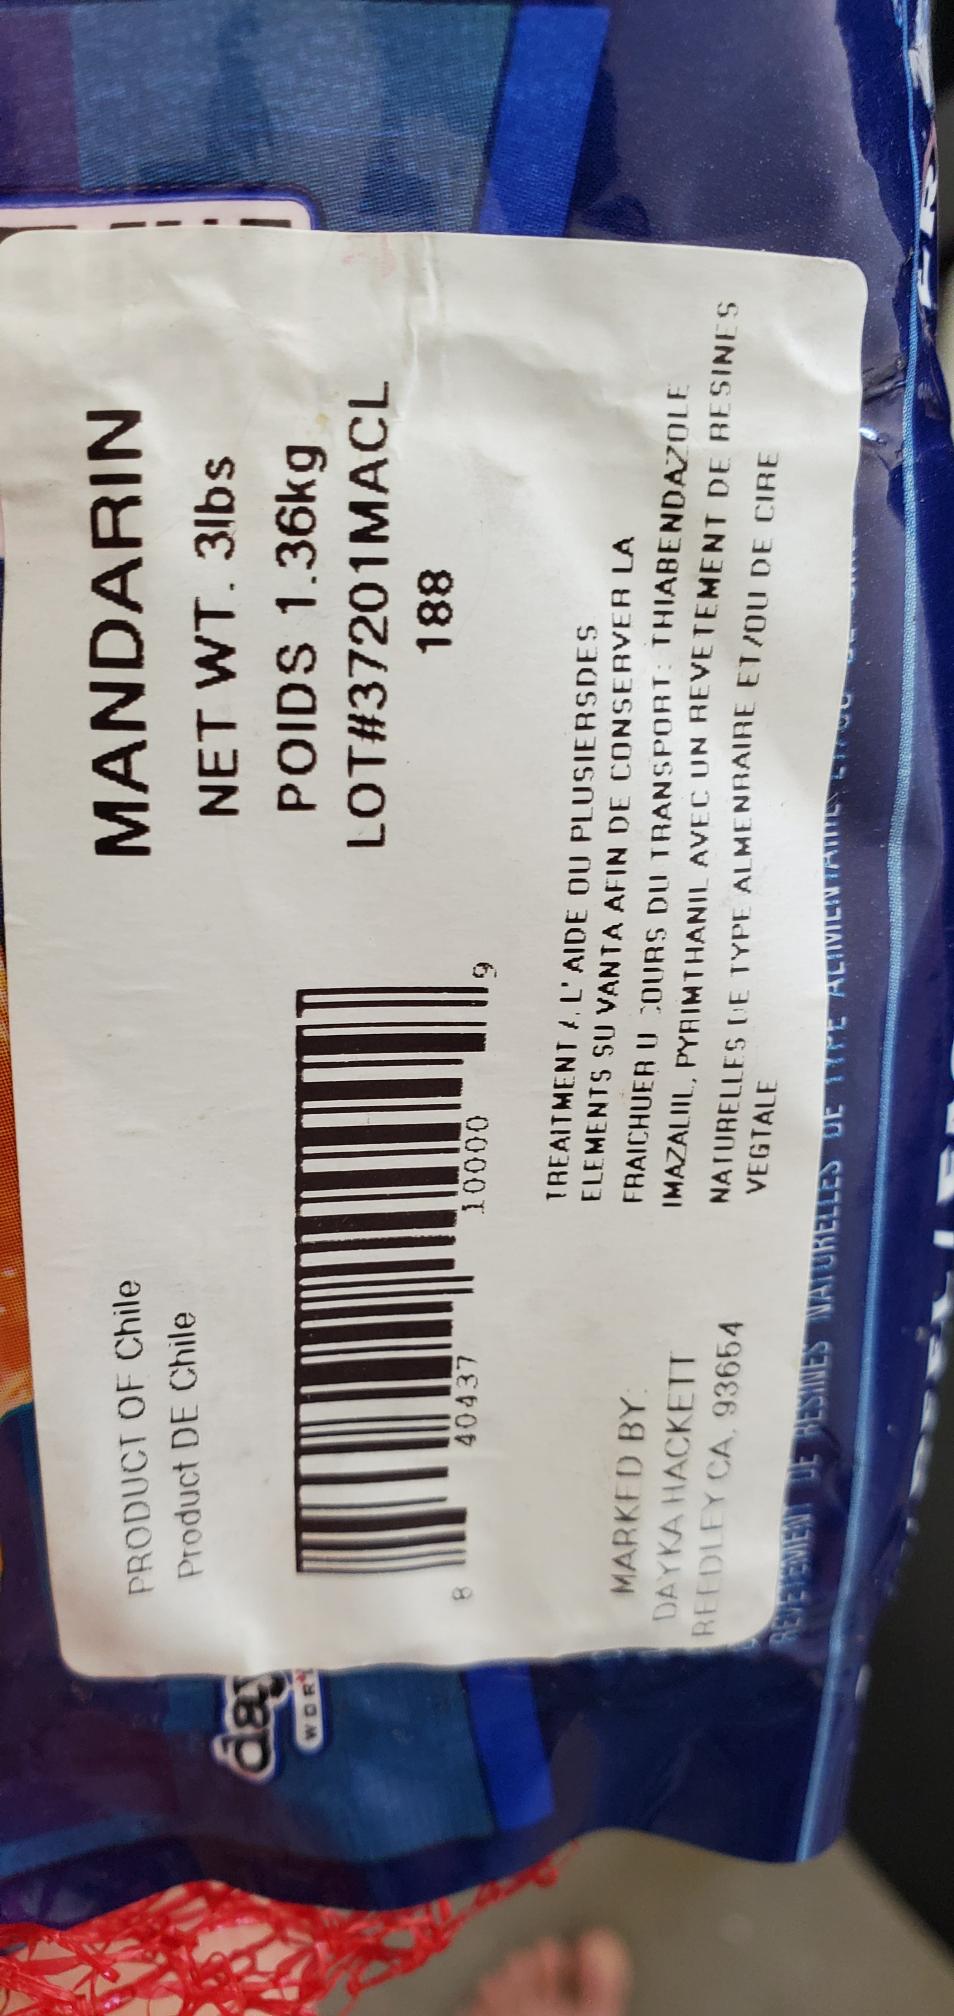 PRODUCT OF Chile
Product DE Chile
day
WOR
8 40437 10000 9
MANDARIN
NET WT. 3lbs
POIDS 1.36kg
LOT#37201MACL
188
MARKED BY:
DAYKA HACKETT
REEDLEY CA, 93654
TREAITMENT A L' AIDE OU PLUSIERSDES
ELEMENTS SU VANTA AFIN DE CONSERVER LA
FRAICHUER U COURS DU TRANSPORT: THIABENDAZOLE
IMAZALIIL, PYRIMTHANIL AVEC UN REVETEMENT DE RESINES
NATURELLES DE TYPE ALMENRAIRE ET/OU DE CIRE
VEGTALE
REVETEMENT DE RESINES NATURELLES DE TYPE ALIMENTAIRE ET/OU DE